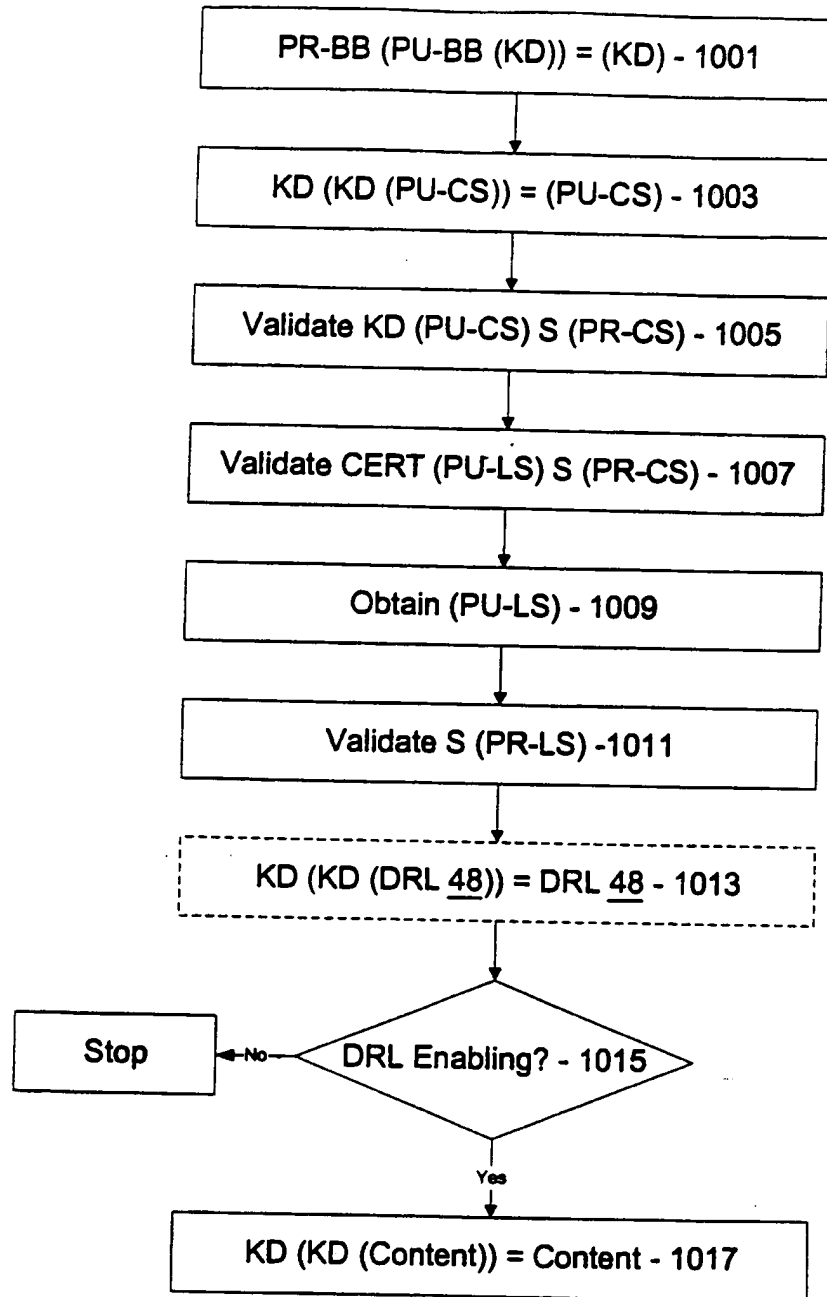 PR-BB (PU-BB (KD)) = (KD) - 1001
KD (KD (PU-CS)) = (PU-CS) - 1003
Validate KD (PU-CS) S (PR-CS) - 1005
Validate CERT (PU-LS) S (PR-CS) - 1007
Obtain (PU-LS) - 1009
Validate S (PR-LS) -1011
KD (KD (DRL 48)) = DRL 48 - 1013
DRL Enabling? - 1015
No
Stop
Yes
KD (KD (Content)) = Content - 1017